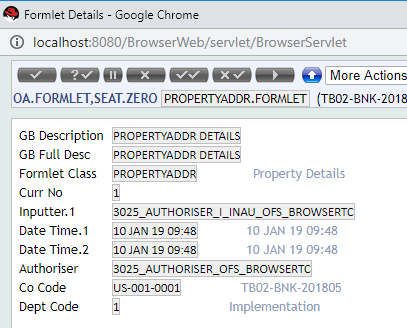 Formlet Details - Google Chrome
localhost:8080/BrowserWeb/servlet/BrowserServlet
More Actions
OA.FORMLET,SEAT.ZERO PROPERTYADDR.FORMLET (TB02-BNK-201
GB Description PROPERTYADDR DETAILS
GB Full Desc PROPERTYADDR DETAILS
Formlet Class PROPERTYADDR Property Details
Curr No 1
Inputter.1 3025_AUTHORISER_I_INAU_OFS_BROWSERTC
Date Time.1 10 JAN 19 09:48 10 JAN 19 09:48
Date Time.2 10 JAN 19 09:48 10 JAN 19 09:48
Authoriser 3025_AUTHORISER_OFS_BROWSERTC
Co Code US-001-0001 TB02-BNK-201805
Dept Code 1 Implementation